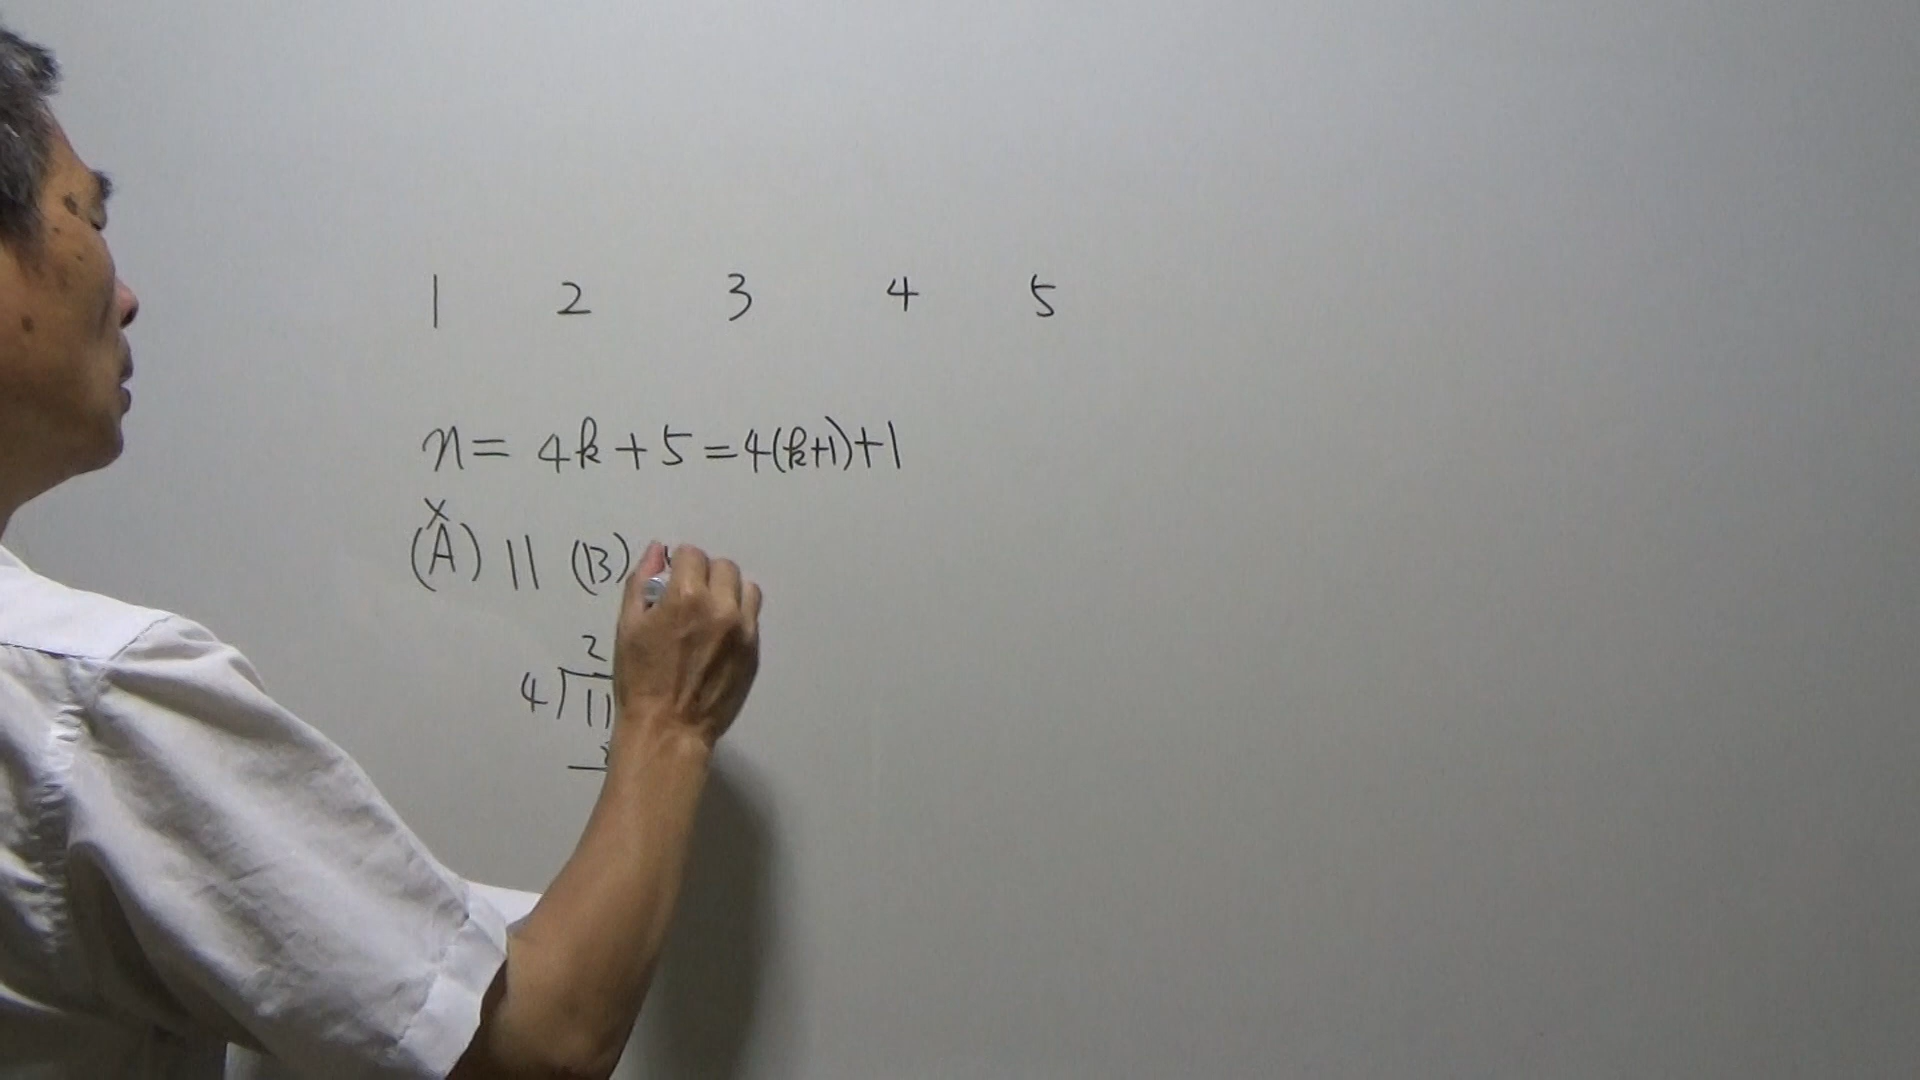 1 2 3 4 5
n = 4k + 5 = 4(k+1) + 1
x
(A) 11 (B)
2
4) 11